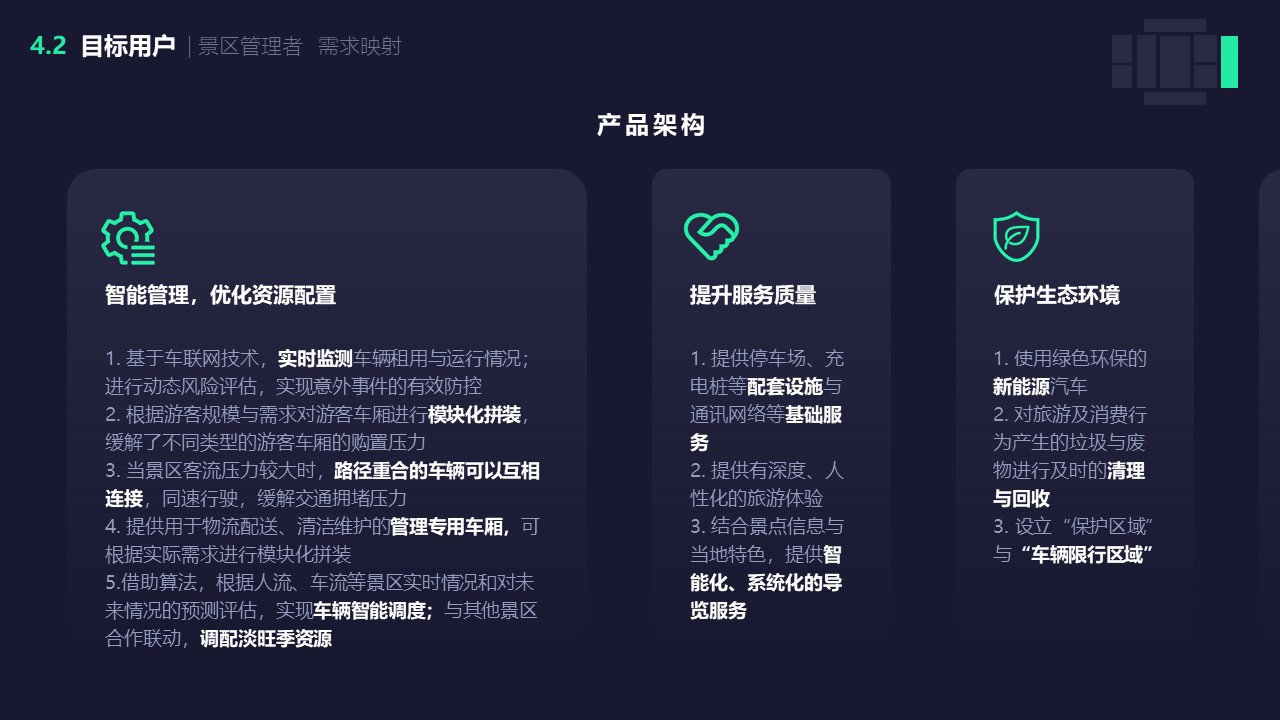 4.2 目标用户 |景区管理者 需求映射
产品架构
智能管理，优化资源配置
1. 基于车联网技术，实时监测车辆租用与运行情况；
进行动态风险评估，实现意外事件的有效防控
2. 根据游客规模与需求对游客车厢进行模块化拼装，
缓解了不同类型的游客车厢的购置压力
3. 当景区客流压力较大时，路径重合的车辆可以互相
连接，同速行驶，缓解交通拥堵压力
4. 提供用于物流配送、清洁维护的管理专用车厢，可
根据实际需求进行模块化拼装
5.借助算法，根据人流、车流等景区实时情况和对未
来情况的预测评估，实现车辆智能调度；与其他景区
合作联动，调配淡旺季资源
提升服务质量
1. 提供停车场、充
电桩等配套设施与
通讯网络等基础服
务
2. 提供有深度、人
性化的旅游体验
3. 结合景点信息与
当地特色，提供智
能化、系统化的导
览服务
保护生态环境
1. 使用绿色环保的
新能源汽车
2. 对旅游及消费行
为产生的垃圾与废
物进行及时的清理
与回收
3. 设立“保护区域”
与“车辆限行区域”